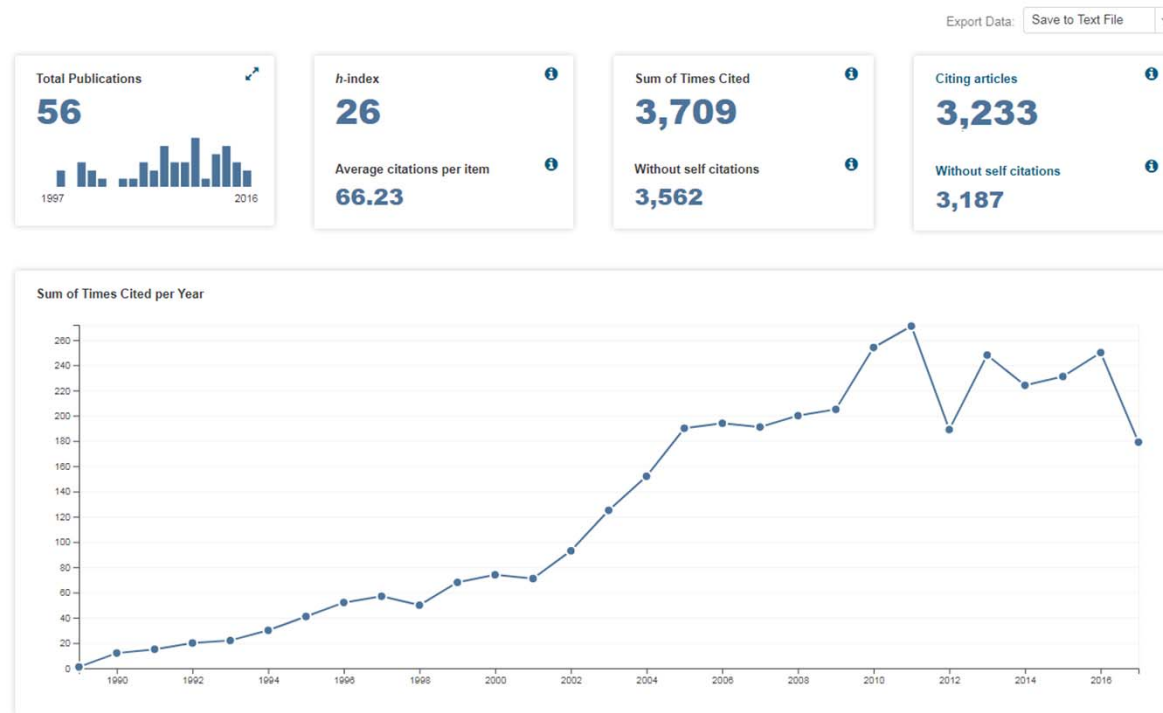 Export Data: Save to Text File
Total Publications
56
1997 2016
h-index
26
Average citations per item
66.23
Sum of Times Cited
3,709
Without self citations
3,562
Citing articles
3,233
Without self citations
3,187
Sum of Times Cited per Year
260
240
220
200
180
160
140
120
100
80
60
40
20
0
1990 1992 1994 1996 1998 2000 2002 2004 2006 2008 2010 2012 2014 2016